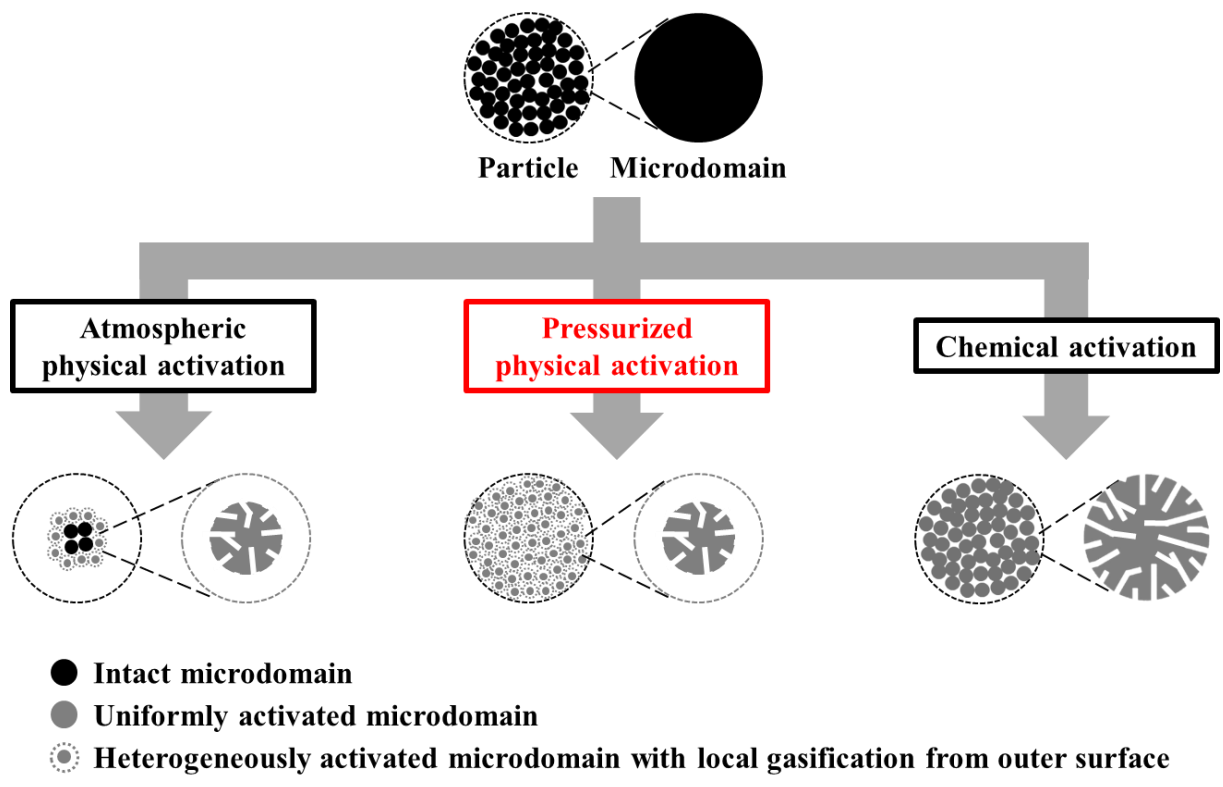 Particle
Microdomain
Atmospheric
physical activation
Pressurized
physical activation
Chemical activation
Intact microdomain
Uniformly activated microdomain
Heterogeneously activated microdomain with local gasification from outer surface